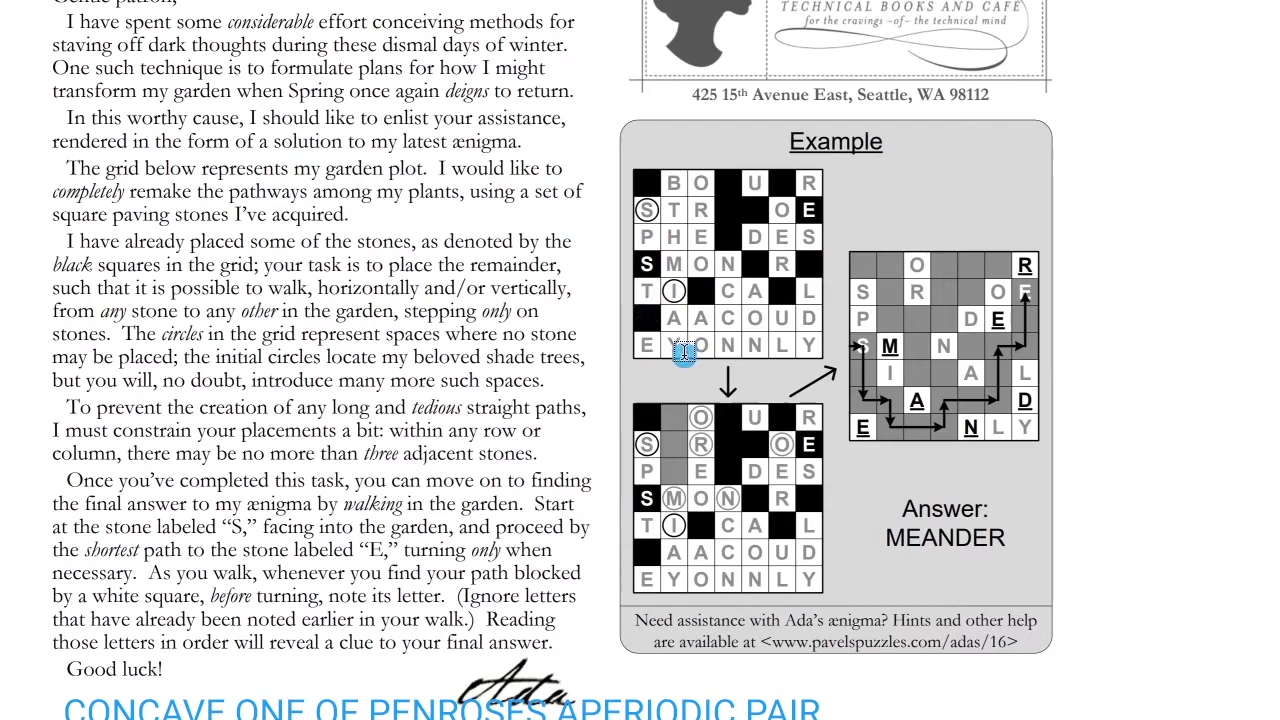 I have spent some considerable effort conceiving methods for
staving off dark thoughts during these dismal days of winter.
One such technique is to formulate plans for how I might
transform my garden when Spring once again deigns to return.
In this worthy cause, I should like to enlist your assistance,
rendered in the form of a solution to my latest ænigma.
The grid below represents my garden plot. I would like to
completely remake the pathways among my plants, using a set of
square paving stones I've acquired.
I have already placed some of the stones, as denoted by the
black squares in the grid; your task is to place the remainder,
such that it is possible to walk, horizontally and/or vertically,
from any stone to any other in the garden, stepping only on
stones. The circles in the grid represent spaces where no stone
may be placed; the initial circles locate my beloved shade trees,
but you will, no doubt, introduce many more such spaces.
To prevent the creation of any long and tedious straight paths,
I must constrain your placements a bit: within any row or
column, there may be no more than three adjacent stones.
Once you've completed this task, you can move on to finding
the final answer to my ænigma by walking in the garden. Start
at the stone labeled "S," facing into the garden, and proceed by
the shortest path to the stone labeled "E," turning only when
necessary. As you walk, whenever you find your path blocked
by a white square, before turning, note its letter. (Ignore letters
that have already been noted earlier in your walk.) Reading
those letters in order will reveal a clue to your final answer.
Good luck!
Ada
CONCAVE ONE OF PENROSES APERIODIC PAIR
TECHNICAL BOOKS AND CAFÉ
for the cravings ~of~ the technical mind
425 15th Avenue East, Seattle, WA 98112
Example
B O U R
S T R O E
P H E D E S
S M O N R
T I C A L
A A C O U D
E Y O N N L Y
O U R
S R O E
P E D E S
S M O N R
T I C A L
A A C O U D
E Y O N N L Y
O R
S R O E
P D E
S M N
I A L
A D
E N L Y
Answer:
MEANDER
Need assistance with Ada's ænigma? Hints and other help
are available at <www.pavelspuzzles.com/adas/16>